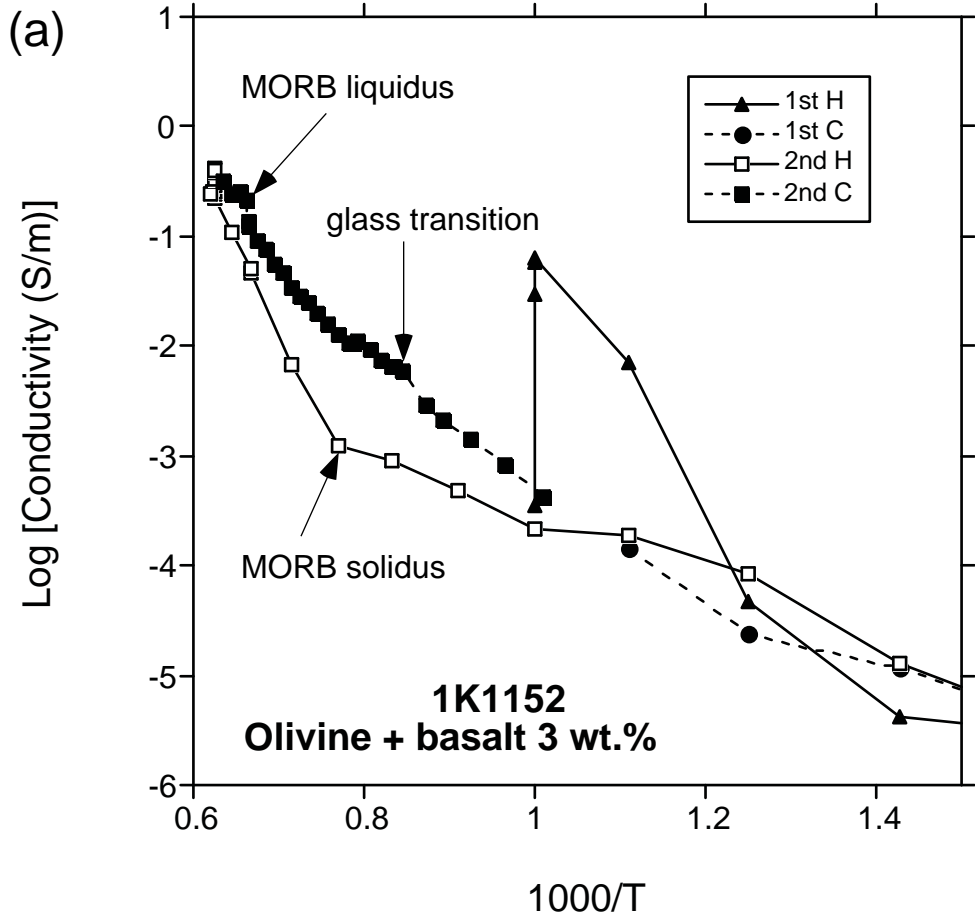 (a)
1
0
-1
-2
-3
-4
-5
-6
Log [Conductivity (S/m)]
MORB liquidus
glass transition
MORB solidus
1st H
1st C
2nd H
2nd C
1K1152
Olivine + basalt 3 wt.%
0.6 0.8 1 1.2 1.4
1000/T